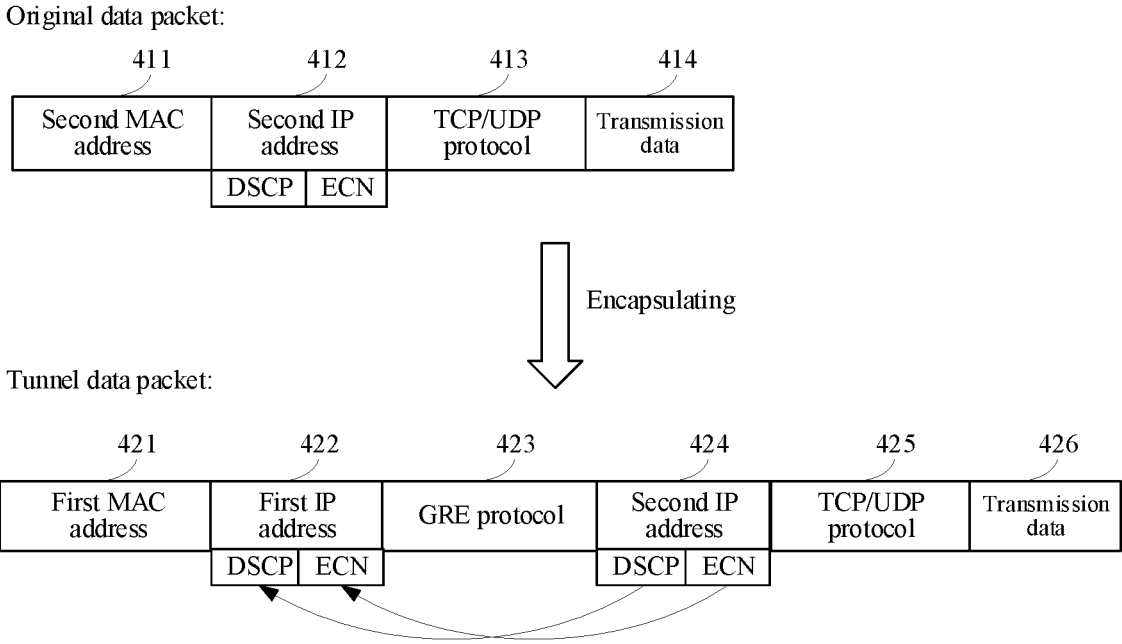 Original data packet:
411 412 413 414
Second MAC address
Second IP address
TCP/UDP protocol
Transmission data
DSCP ECN
Encapsulating
Tunnel data packet:
421 422 423 424 425 426
First MAC address
First IP address
GRE protocol
Second IP address
TCP/UDP protocol
Transmission data
DSCP ECN DSCP ECN